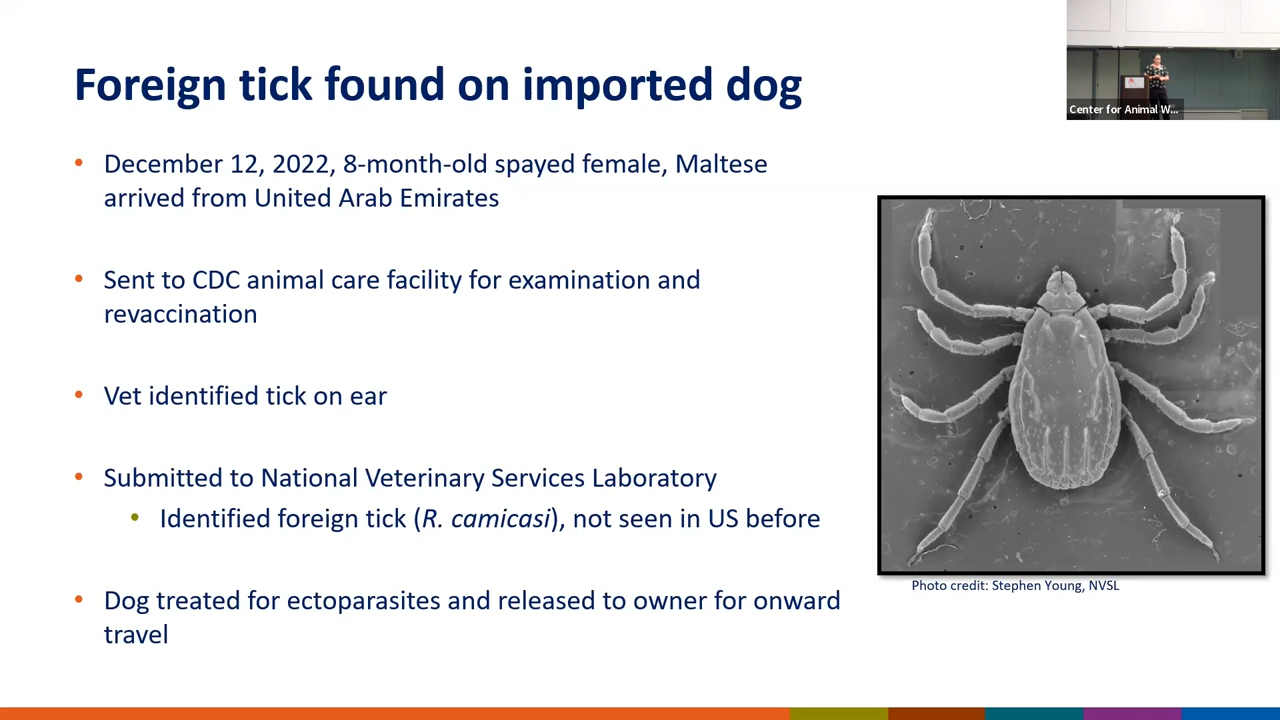 Foreign tick found on imported dog
Center for Animal W...
• December 12, 2022, 8-month-old spayed female, Maltese
arrived from United Arab Emirates
• Sent to CDC animal care facility for examination and
revaccination
• Vet identified tick on ear
• Submitted to National Veterinary Services Laboratory
• Identified foreign tick (R. camicasi), not seen in US before
• Dog treated for ectoparasites and released to owner for onward
travel
Photo credit: Stephen Young, NVSL